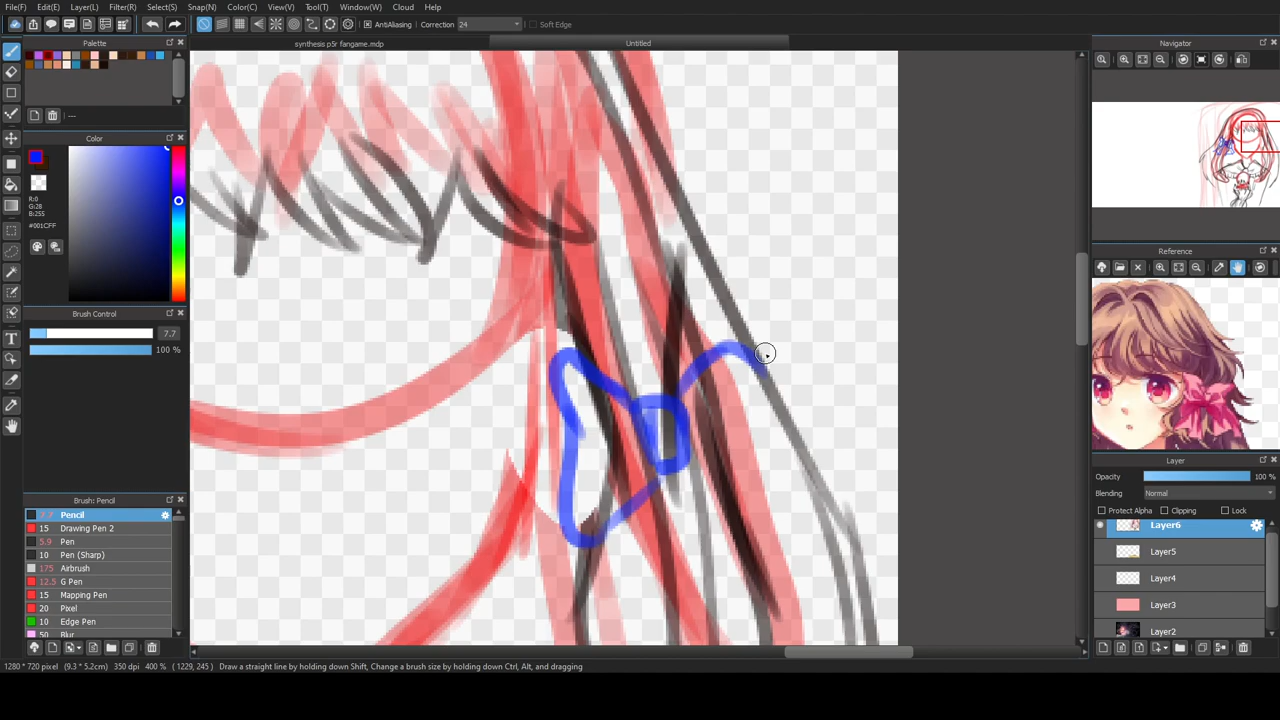 File(F) Edit(E) Layer(L) Filter(R) Select(S) Snap(N) Color(C) View(V) Tool(T) Window(W) Cloud Help
AntiAliasing Correction 24 Soft Edge
Palette
synthesis p5r fangame.mdp
Untitled
Navigator
---
Color
R:0
G:28
B:255
#001CFF
Brush Control
7.7
100 %
Reference
Layer
Opacity 100 %
Blending Normal
Protect Alpha Clipping Lock
Layer6
Layer5
Layer4
Layer3
Layer2
Brush: Pencil
7.7 Pencil
15 Drawing Pen 2
5.9 Pen
10 Pen (Sharp)
175 Airbrush
12.5 G Pen
15 Mapping Pen
20 Pixel
10 Edge Pen
50 Blur
1280 * 720 pixel (9.3 * 5.2cm) 350 dpi 400 % (1229, 245) Draw a straight line by holding down Shift, Change a brush size by holding down Ctrl, Alt, and dragging